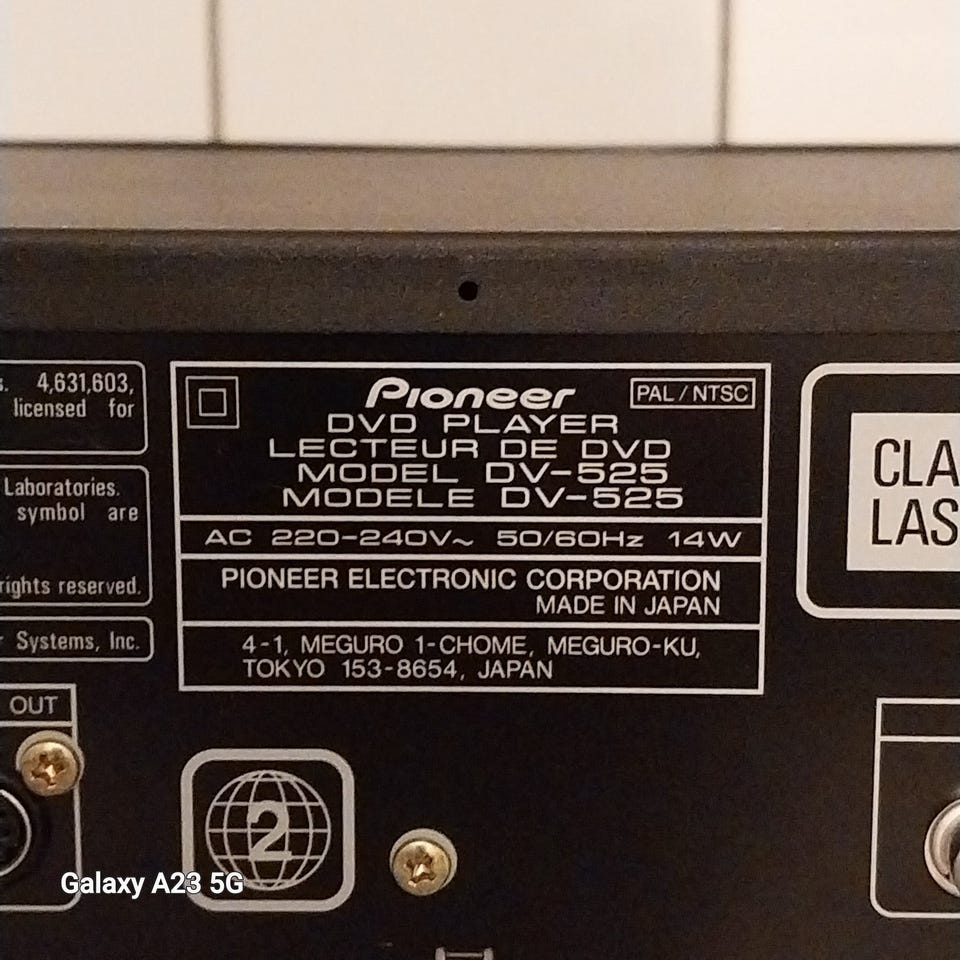 s. 4,631,603,
licensed for
Laboratories.
symbol are
rights reserved.
Systems, Inc.
OUT
Pioneer
PAL/NTSC
DVD PLAYER
LECTEUR DE DVD
MODEL DV-525
MODELE DV-525
AC 220-240V~ 50/60Hz 14W
PIONEER ELECTRONIC CORPORATION
MADE IN JAPAN
4-1, MEGURO 1-CHOME, MEGURO-KU,
TOKYO 153-8654, JAPAN
CLA
LAS
2
Galaxy A23 5G